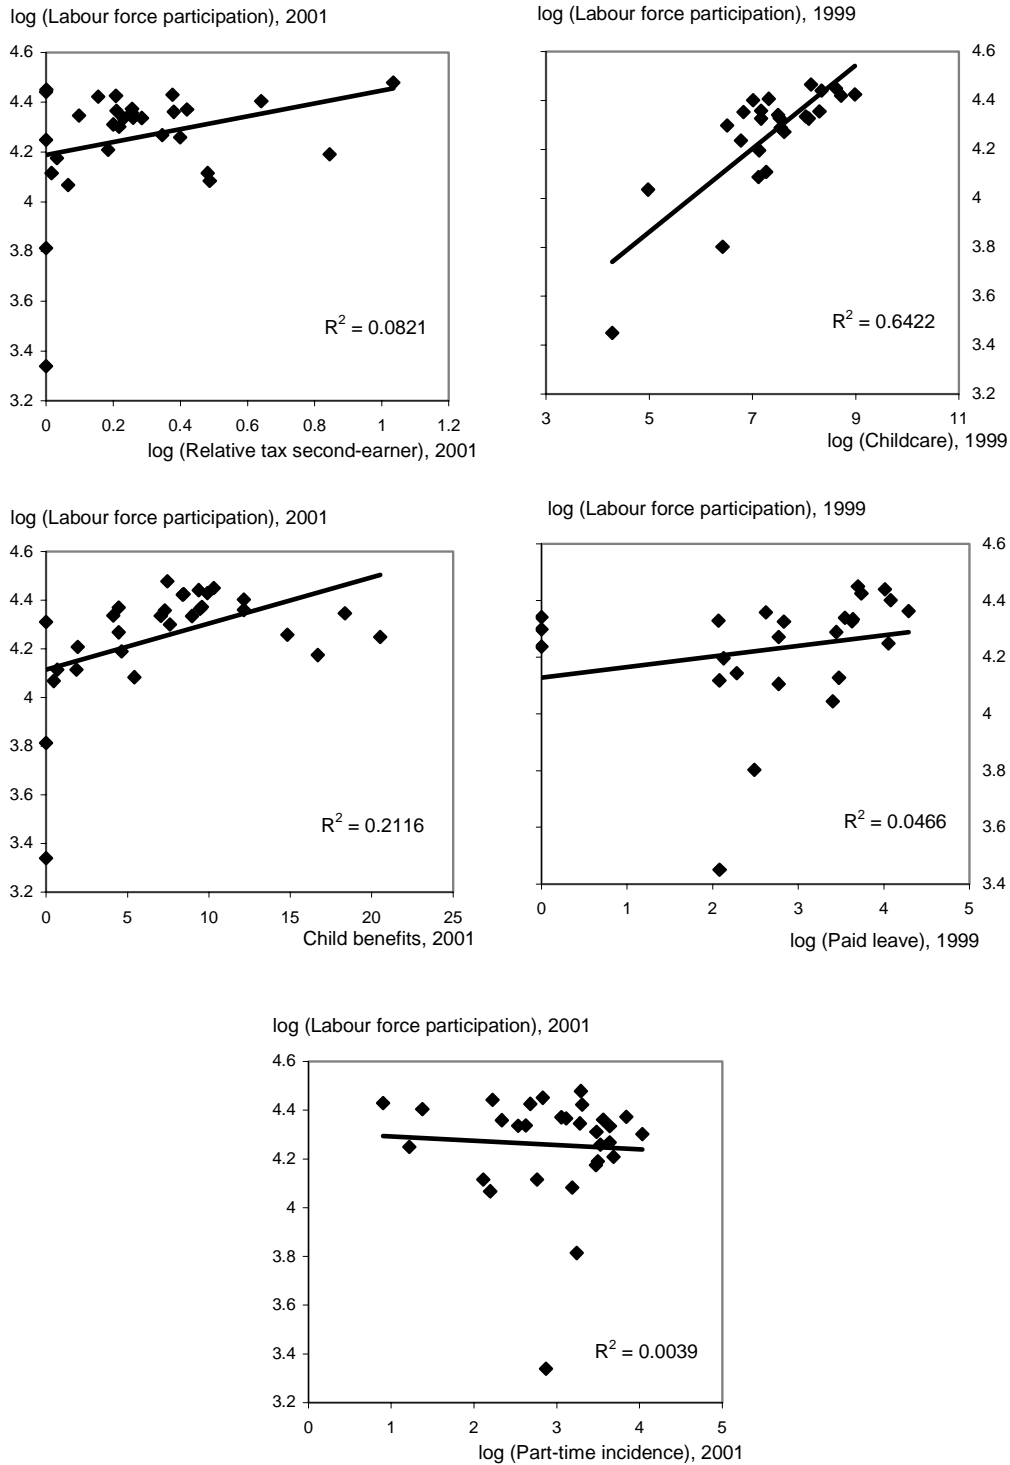 log (Labour force participation), 2001
4.6
4.4
4.2
4
3.8
3.6
3.4
3.2
R2 = 0.0821
0 0.2 0.4 0.6 0.8 1 1.2
log (Relative tax second-earner), 2001
log (Labour force participation), 1999
4.6
4.4
4.2
4
3.8
3.6
3.4
3.2
R2 = 0.6422
3 5 7 9 11
log (Childcare), 1999
log (Labour force participation), 2001
4.6
4.4
4.2
4
3.8
3.6
3.4
3.2
R2 = 0.2116
0 5 10 15 20 25
Child benefits, 2001
log (Labour force participation), 1999
4.6
4.4
4.2
4
3.8
3.6
3.4
R2 = 0.0466
0 1 2 3 4 5
log (Paid leave), 1999
log (Labour force participation), 2001
4.6
4.4
4.2
4
3.8
3.6
3.4
3.2
R2 = 0.0039
0 1 2 3 4 5
log (Part-time incidence), 2001